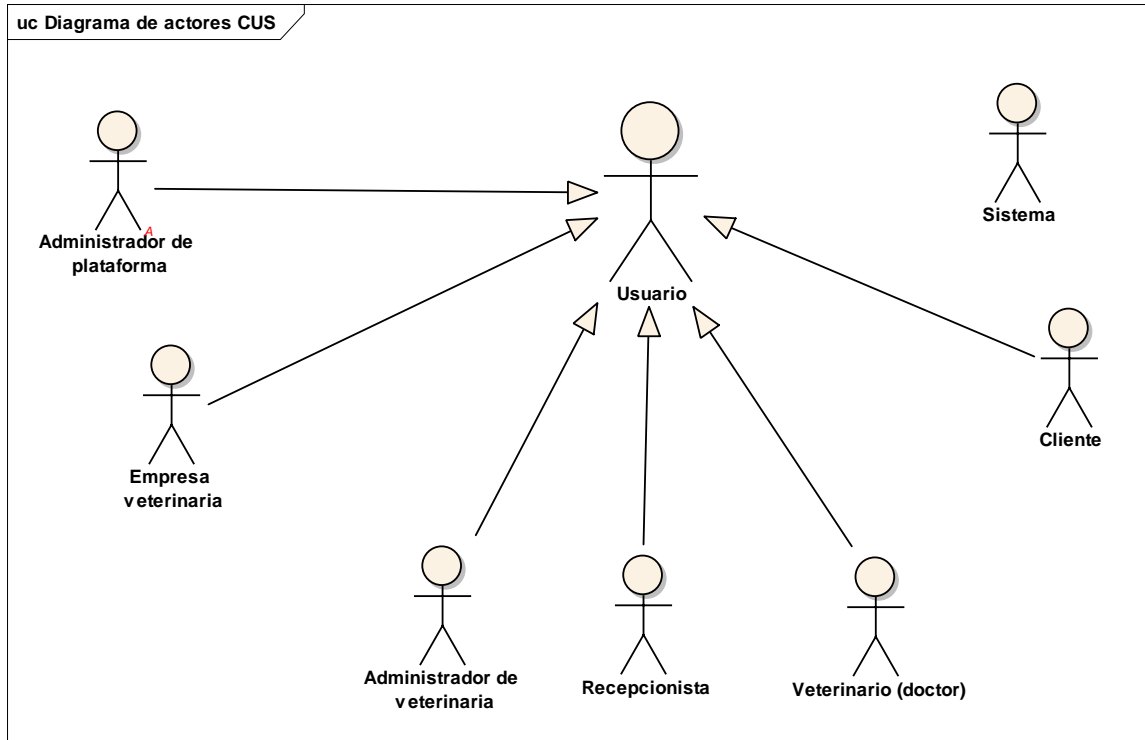 uc Diagrama de actores CUS
Administrador de
plataforma
A
Usuario
Sistema
Empresa
veterinaria
Cliente
Administrador de
veterinaria
Recepcionista
Veterinario (doctor)